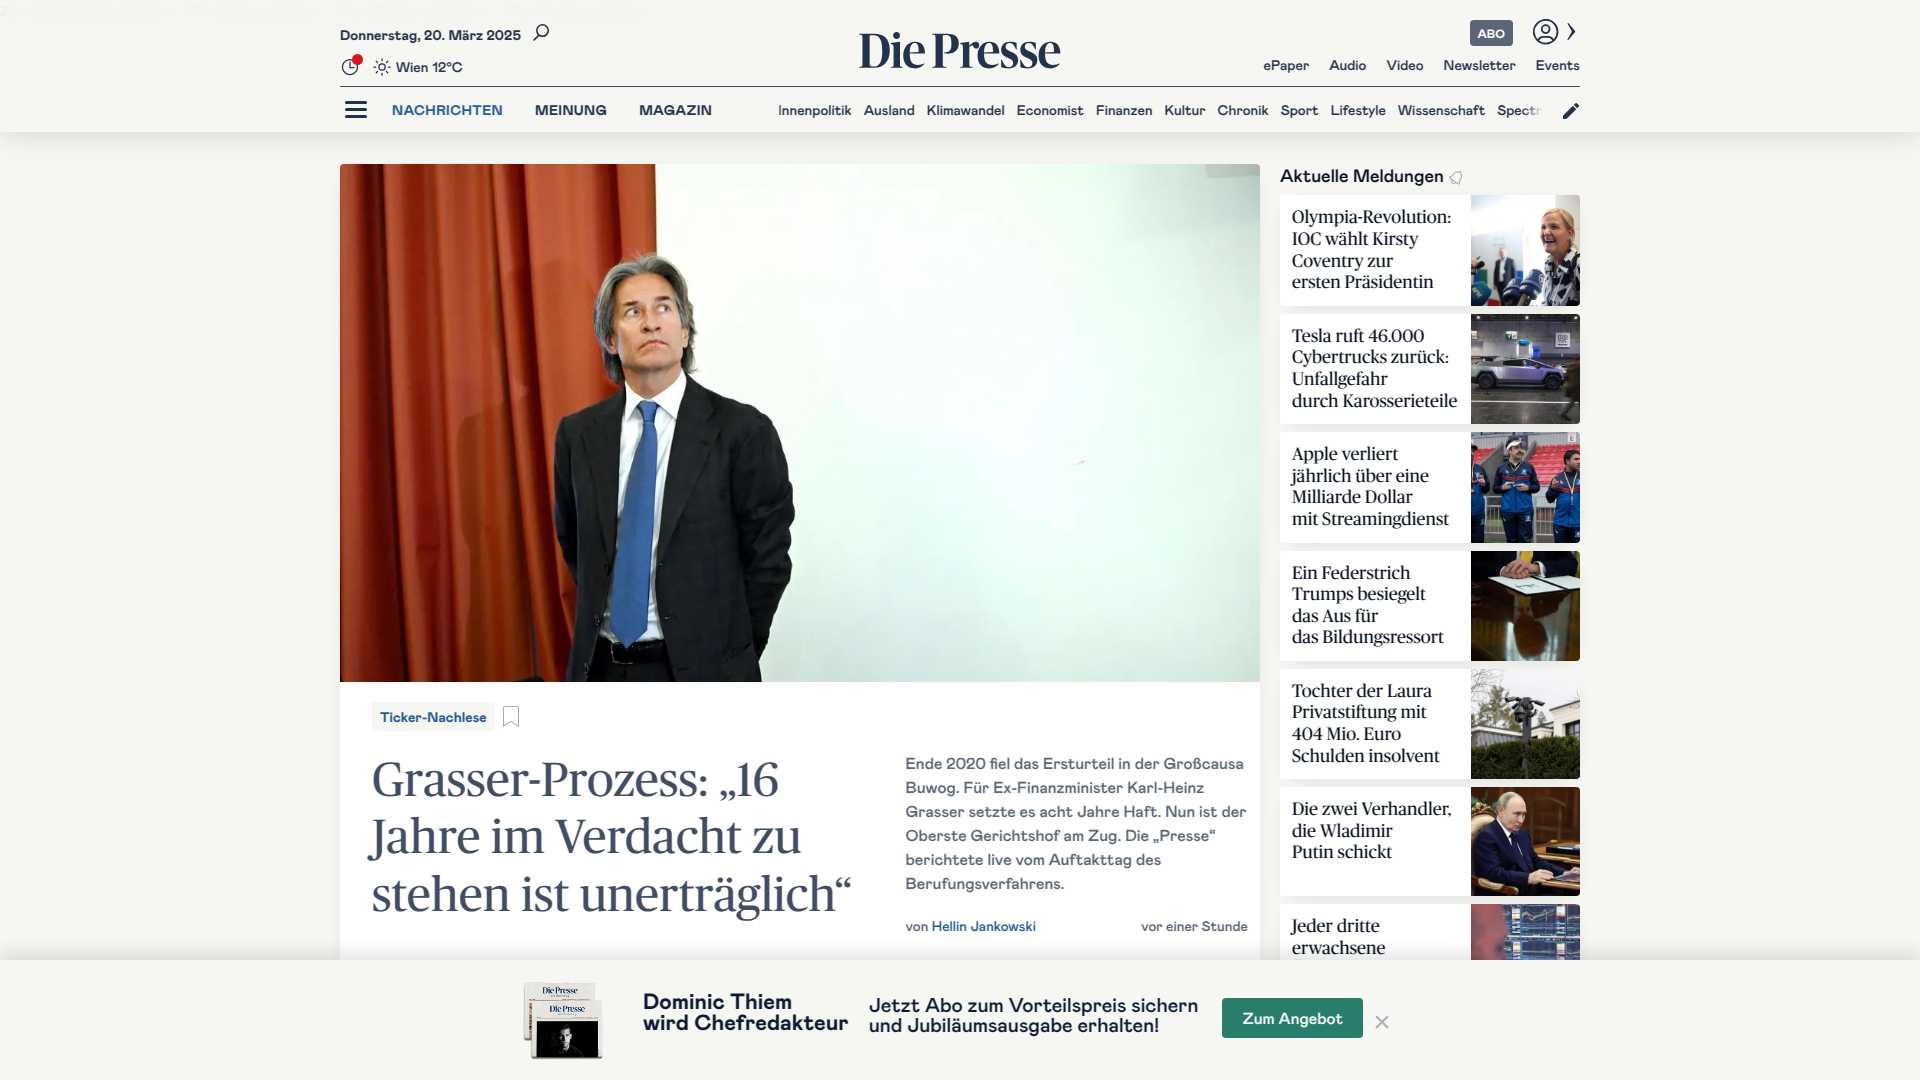 Donnerstag, 20. März 2025
Wien 12°C
Die Presse
ABO
ePaper Audio Video Newsletter Events
NACHRICHTEN MEINUNG MAGAZIN
Innenpolitik Ausland Klimawandel Economist Finanzen Kultur Chronik Sport Lifestyle Wissenschaft Spectr
Ticker-Nachlese
Grasser-Prozess: „16
Jahre im Verdacht zu
stehen ist unerträglich“
Ende 2020 fiel das Ersturteil in der Großcausa
Buwog. Für Ex-Finanzminister Karl-Heinz
Grasser setzte es acht Jahre Haft. Nun ist der
Oberste Gerichtshof am Zug. Die „Presse“
berichtete live vom Auftakttag des
Berufungsverfahrens.
von Hellin Jankowski
vor einer Stunde
Aktuelle Meldungen
Olympia-Revolution:
IOC wählt Kirsty
Coventry zur
ersten Präsidentin
Tesla ruft 46.000
Cybertrucks zurück:
Unfallgefahr
durch Karosserieteile
Apple verliert
jährlich über eine
Milliarde Dollar
mit Streamingdienst
Ein Federstrich
Trumps besiegelt
das Aus für
das Bildungsressort
Tochter der Laura
Privatstiftung mit
404 Mio. Euro
Schulden insolvent
Die zwei Verhandler,
die Wladimir
Putin schickt
Jeder dritte
erwachsene
Die Presse
Die Presse
Dominic Thiem
wird Chefredakteur
Jetzt Abo zum Vorteilspreis sichern
und Jubiläumsausgabe erhalten!
Zum Angebot